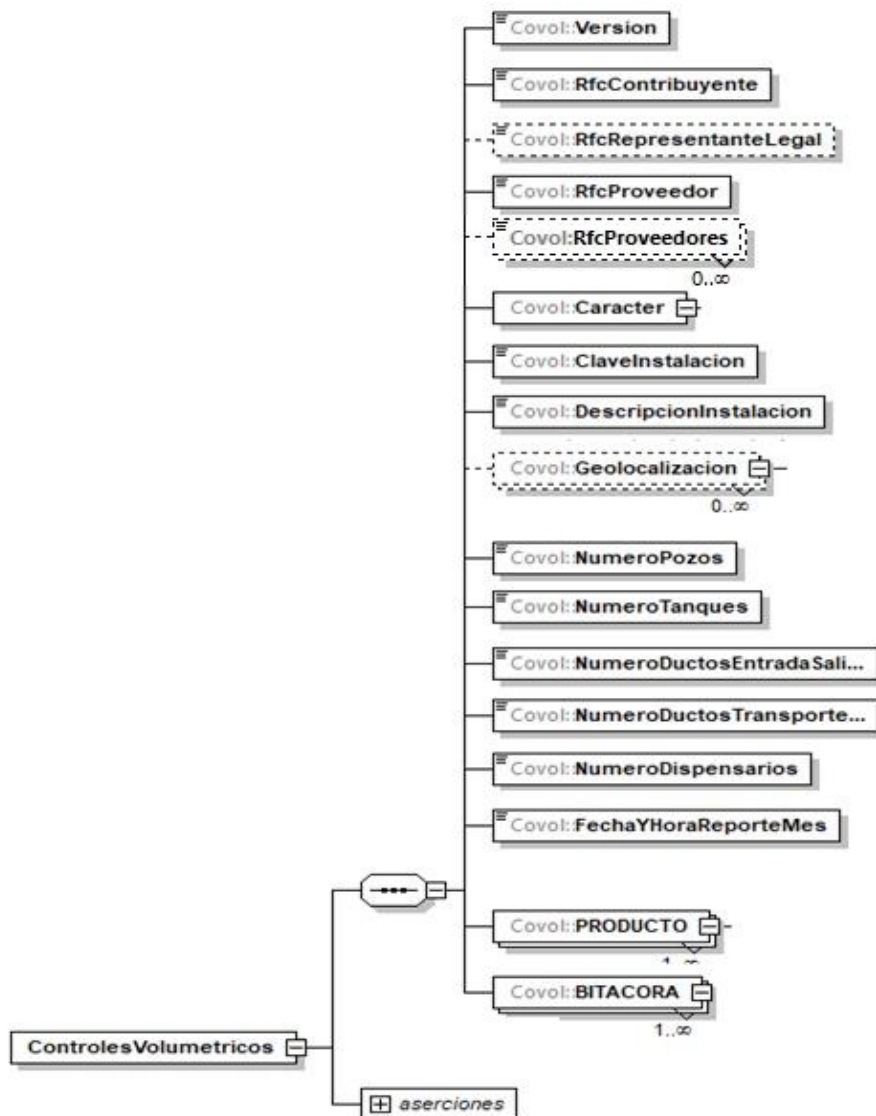 Covol::Version
Covol::RfcContribuyente
Covol::RfcRepresentanteLegal
Covol::RfcProveedor
Covol:RfcProveedores
0..∞
Covol::Caracter
Covol::ClaveInstalacion
Covol::DescripcionInstalacion
Covol::Geolocalizacion
0..∞
Covol::NumeroPozos
Covol::NumeroTanques
Covol::NumeroDuctosEntradaSali...
Covol::NumeroDuctosTransporte...
Covol::NumeroDispensarios
Covol::FechaYHoraReporteMes
Covol::PRODUCTO
1..∞
Covol::BITACORA
1..∞
ControlesVolumetricos
aserciones